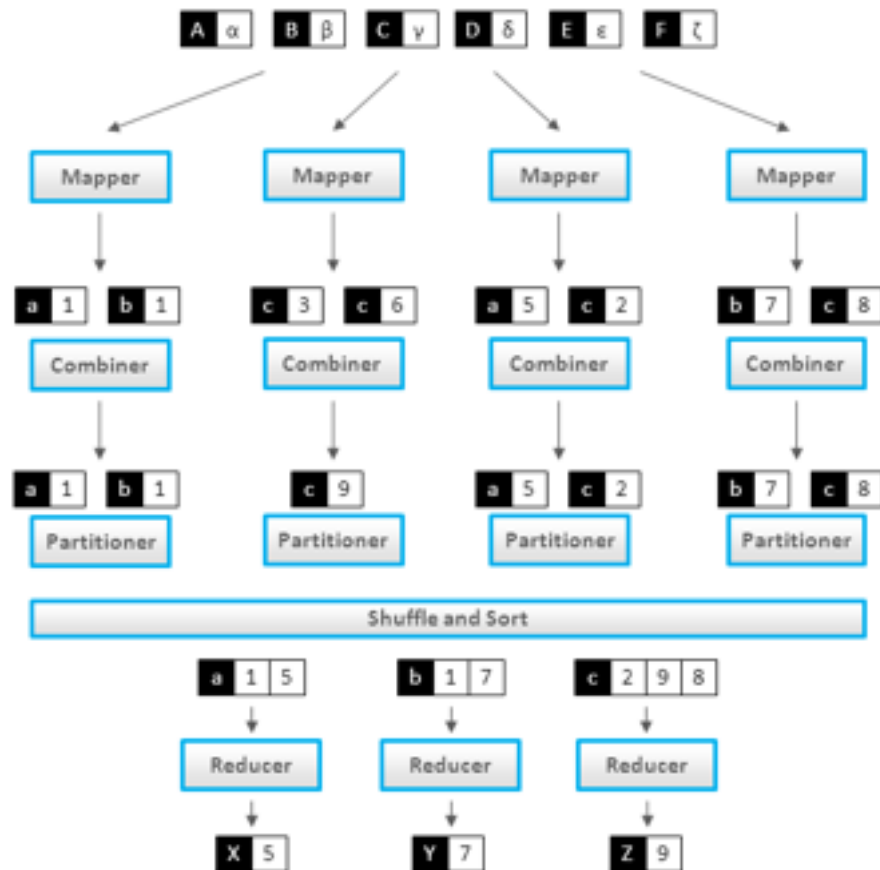 A α B β C γ D δ E ε F ζ
Mapper Mapper Mapper Mapper
a 1 b 1 c 3 c 6 a 5 c 2 b 7 c 8
Combiner Combiner Combiner Combiner
a 1 b 1 c 9 a 5 c 2 b 7 c 8
Partitioner Partitioner Partitioner Partitioner
Shuffle and Sort
a 1 5 b 1 7 c 2 9 8
Reducer Reducer Reducer
X 5 Y 7 Z 9